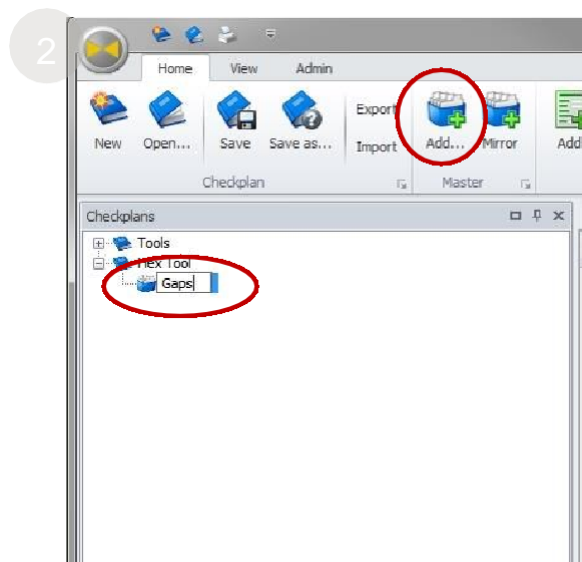 2
Home View Admin
Export
Import
New Open... Save Save as... Add... Mirror Add
Checkplan Master
Checkplans
Tools
Hex Tool
Gaps